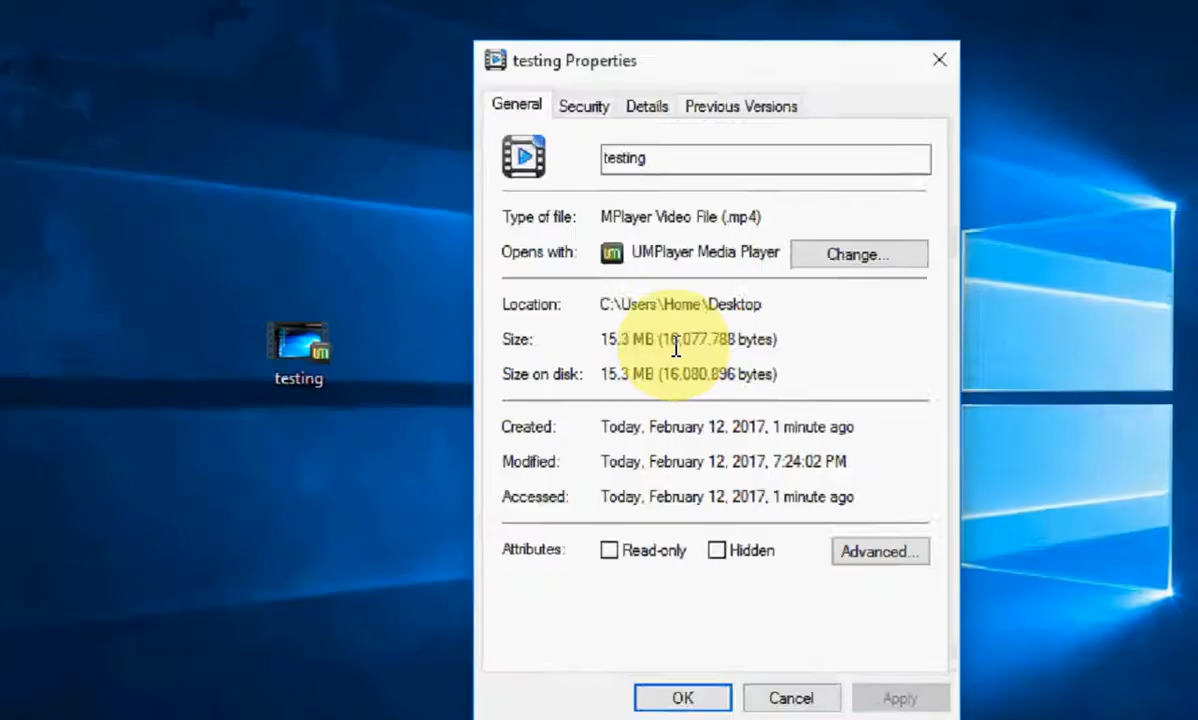 testing Properties
General Security Details Previous Versions
testing
Type of file: MPlayer Video File (.mp4)
Opens with: UMPlayer Media Player Change...
Location: C:\Users\Home\Desktop
Size: 15.3 MB (16,077,788 bytes)
testing
Size on disk: 15.3 MB (16,080,896 bytes)
Created: Today, February 12, 2017, 1 minute ago
Modified: Today, February 12, 2017, 7:24:02 PM
Accessed: Today, February 12, 2017, 1 minute ago
Attributes: Read-only Hidden Advanced...
OK Cancel Apply